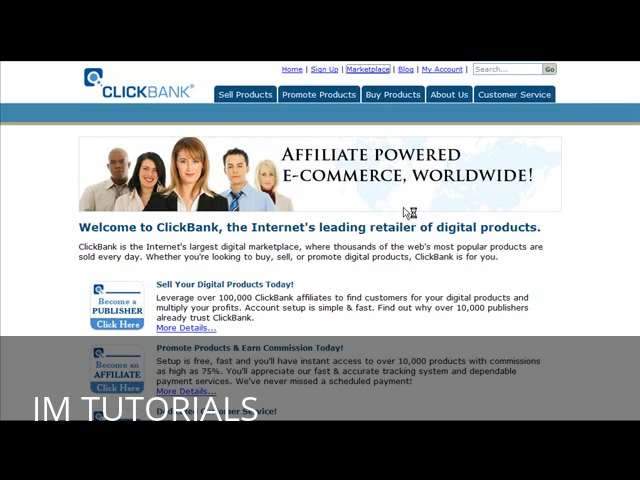 Home | Sign Up | Marketplace | Blog | My Account |
Search...
Go
CLICKBANK®
Sell Products
Promote Products
Buy Products
About Us
Customer Service
AFFILIATE POWERED
E-COMMERCE, WORLDWIDE!
Welcome to ClickBank, the Internet's leading retailer of digital products.
ClickBank is the Internet's largest digital marketplace, where thousands of the web's most popular products are
sold every day. Whether you're looking to buy, sell, or promote digital products, ClickBank is for you.
Become a
PUBLISHER
Click Here
Sell Your Digital Products Today!
Leverage over 100,000 ClickBank affiliates to find customers for your digital products and
multiply your profits. Account setup is simple & fast. Find out why over 10,000 publishers
already trust ClickBank.
More Details...
Become an
AFFILIATE
Click Here
Promote Products & Earn Commission Today!
Setup is free, fast and you'll have instant access to over 10,000 products with commissions
as high as 75%. You'll appreciate our fast & accurate tracking system and dependable
payment services. We've never missed a scheduled payment!
More Details...
Dedicated Customer Service!
IM TUTORIALS